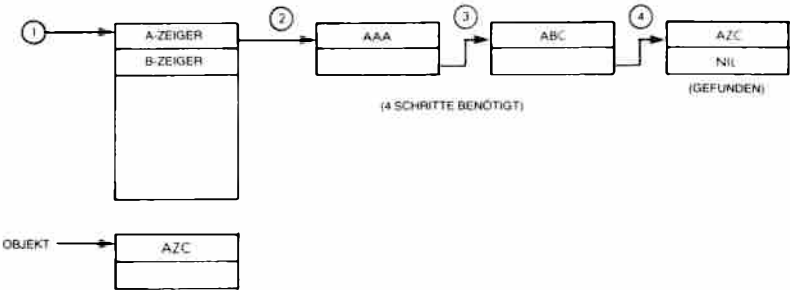 1
A-ZEIGER
2
AAA
3
ABC
4
AZC
B-ZEIGER
NIL
(GEFUNDEN)
(4 SCHRITTE BENÖTIGT)
OBJEKT
AZC